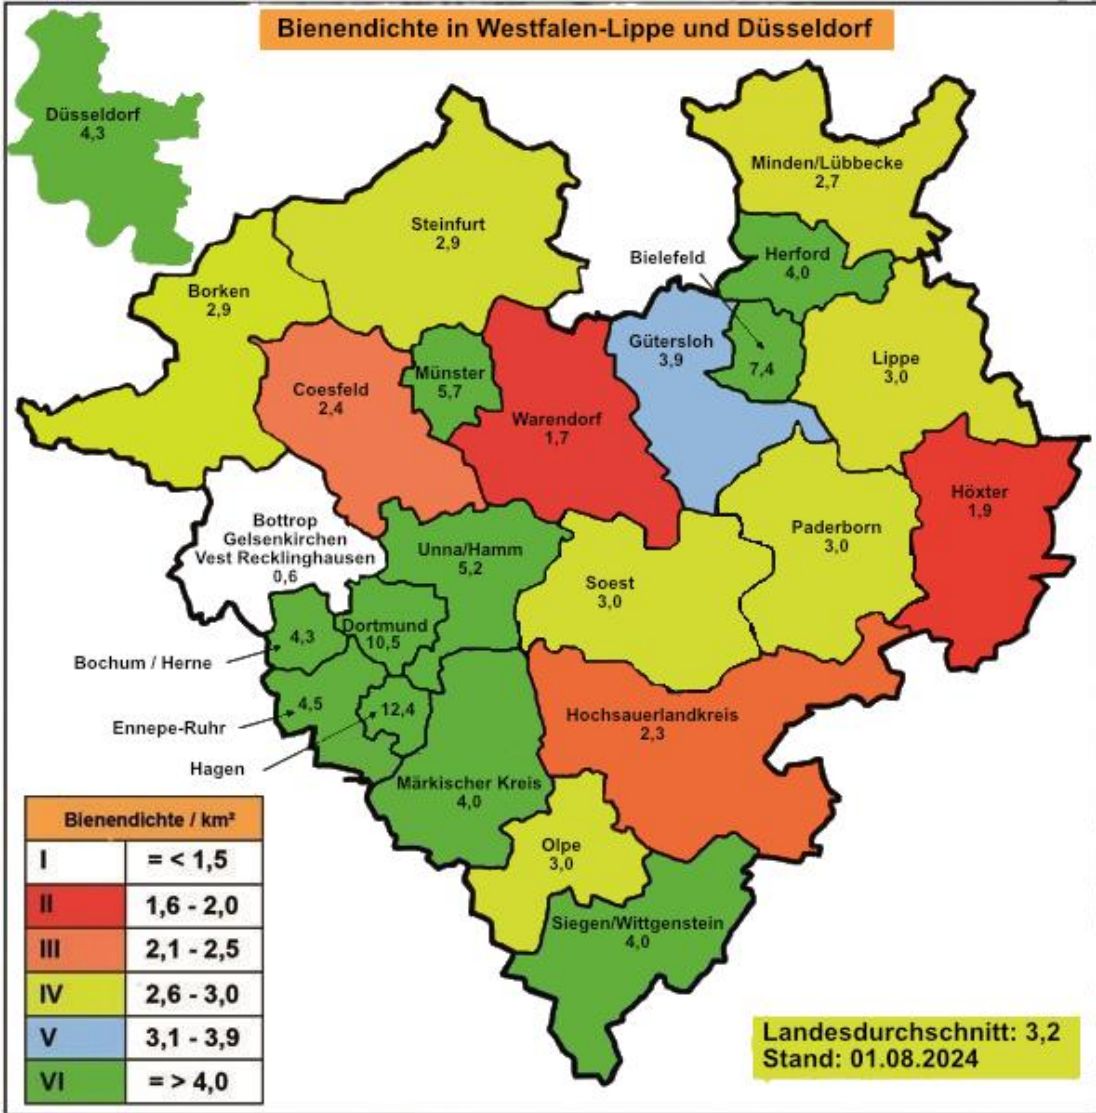 Bienendichte in Westfalen-Lippe und Düsseldorf
Düsseldorf
4,3
Minden/Lübbecke
2,7
Steinfurt
2,9
Bielefeld
Herford
4,0
Borken
2,9
Gütersloh
3,9
7,4
Lippe
3,0
Coesfeld
2,4
Münster
5,7
Warendorf
1,7
Höxter
1,9
Bottrop
Gelsenkirchen
Vest Recklinghausen
0,6
Unna/Hamm
5,2
Paderborn
3,0
Soest
3,0
4,3
Dortmund
10,5
Bochum / Herne
4,5
12,4
Ennepe-Ruhr
Hagen
Hochsauerlandkreis
2,3
Märkischer Kreis
4,0
Olpe
3,0
Siegen/Wittgenstein
4,0
Bienendichte / km²
I = < 1,5
II 1,6 - 2,0
III 2,1 - 2,5
IV 2,6 - 3,0
V 3,1 - 3,9
VI = > 4,0
Landesdurchschnitt: 3,2
Stand: 01.08.2024